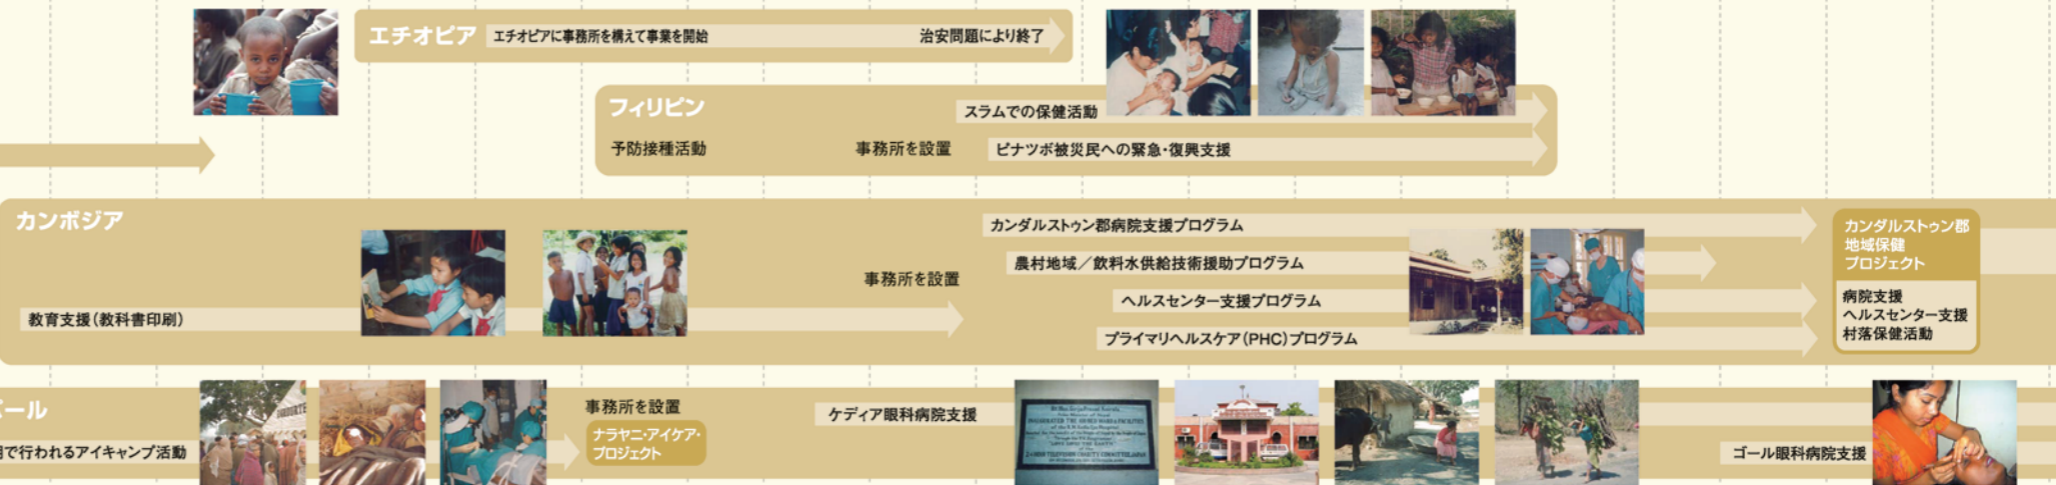 エチオピア
エチオピアに事務所を構えて事業を開始
治安問題により終了
フィリピン
スラムでの保健活動
予防接種活動
事務所を設置
ピナツボ被災民への緊急・復興支援
カンボジア
カンダルストゥン郡病院支援プログラム
農村地域／飲料水供給技術援助プログラム
事務所を設置
ヘルスセンター支援プログラム
教育支援（教科書印刷）
プライマリヘルスケア（PHC）プログラム
カンダルストゥン郡
地域保健
プロジェクト
病院支援
ヘルスセンター支援
村落保健活動
ール
で行われるアイキャンプ活動
事務所を設置
ナラヤニ・アイケア・
プロジェクト
ケディア眼科病院支援
ゴール眼科病院支援